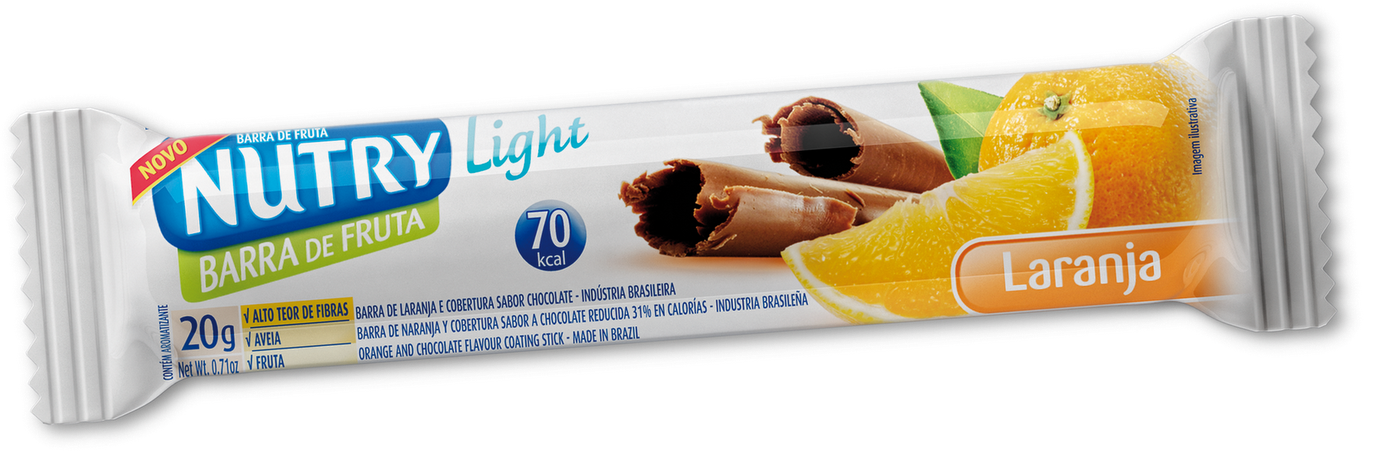 NOVO
BARRA DE FRUTA
NUTRY
BARRA DE FRUTA
Light
70
kcal
Imagem ilustrativa
Laranja
CONTÉM AROMATIZANTE
20g
Net Wt. 0.71oz
√ ALTO TEOR DE FIBRAS
√ AVEIA
√ FRUTA
BARRA DE LARANJA E COBERTURA SABOR CHOCOLATE - INDÚSTRIA BRASILEIRA
BARRA DE NARANJA Y COBERTURA SABOR A CHOCOLATE REDUCIDA 31% EN CALORÍAS - INDUSTRIA BRASILEÑA
ORANGE AND CHOCOLATE FLAVOUR COATING STICK - MADE IN BRAZIL